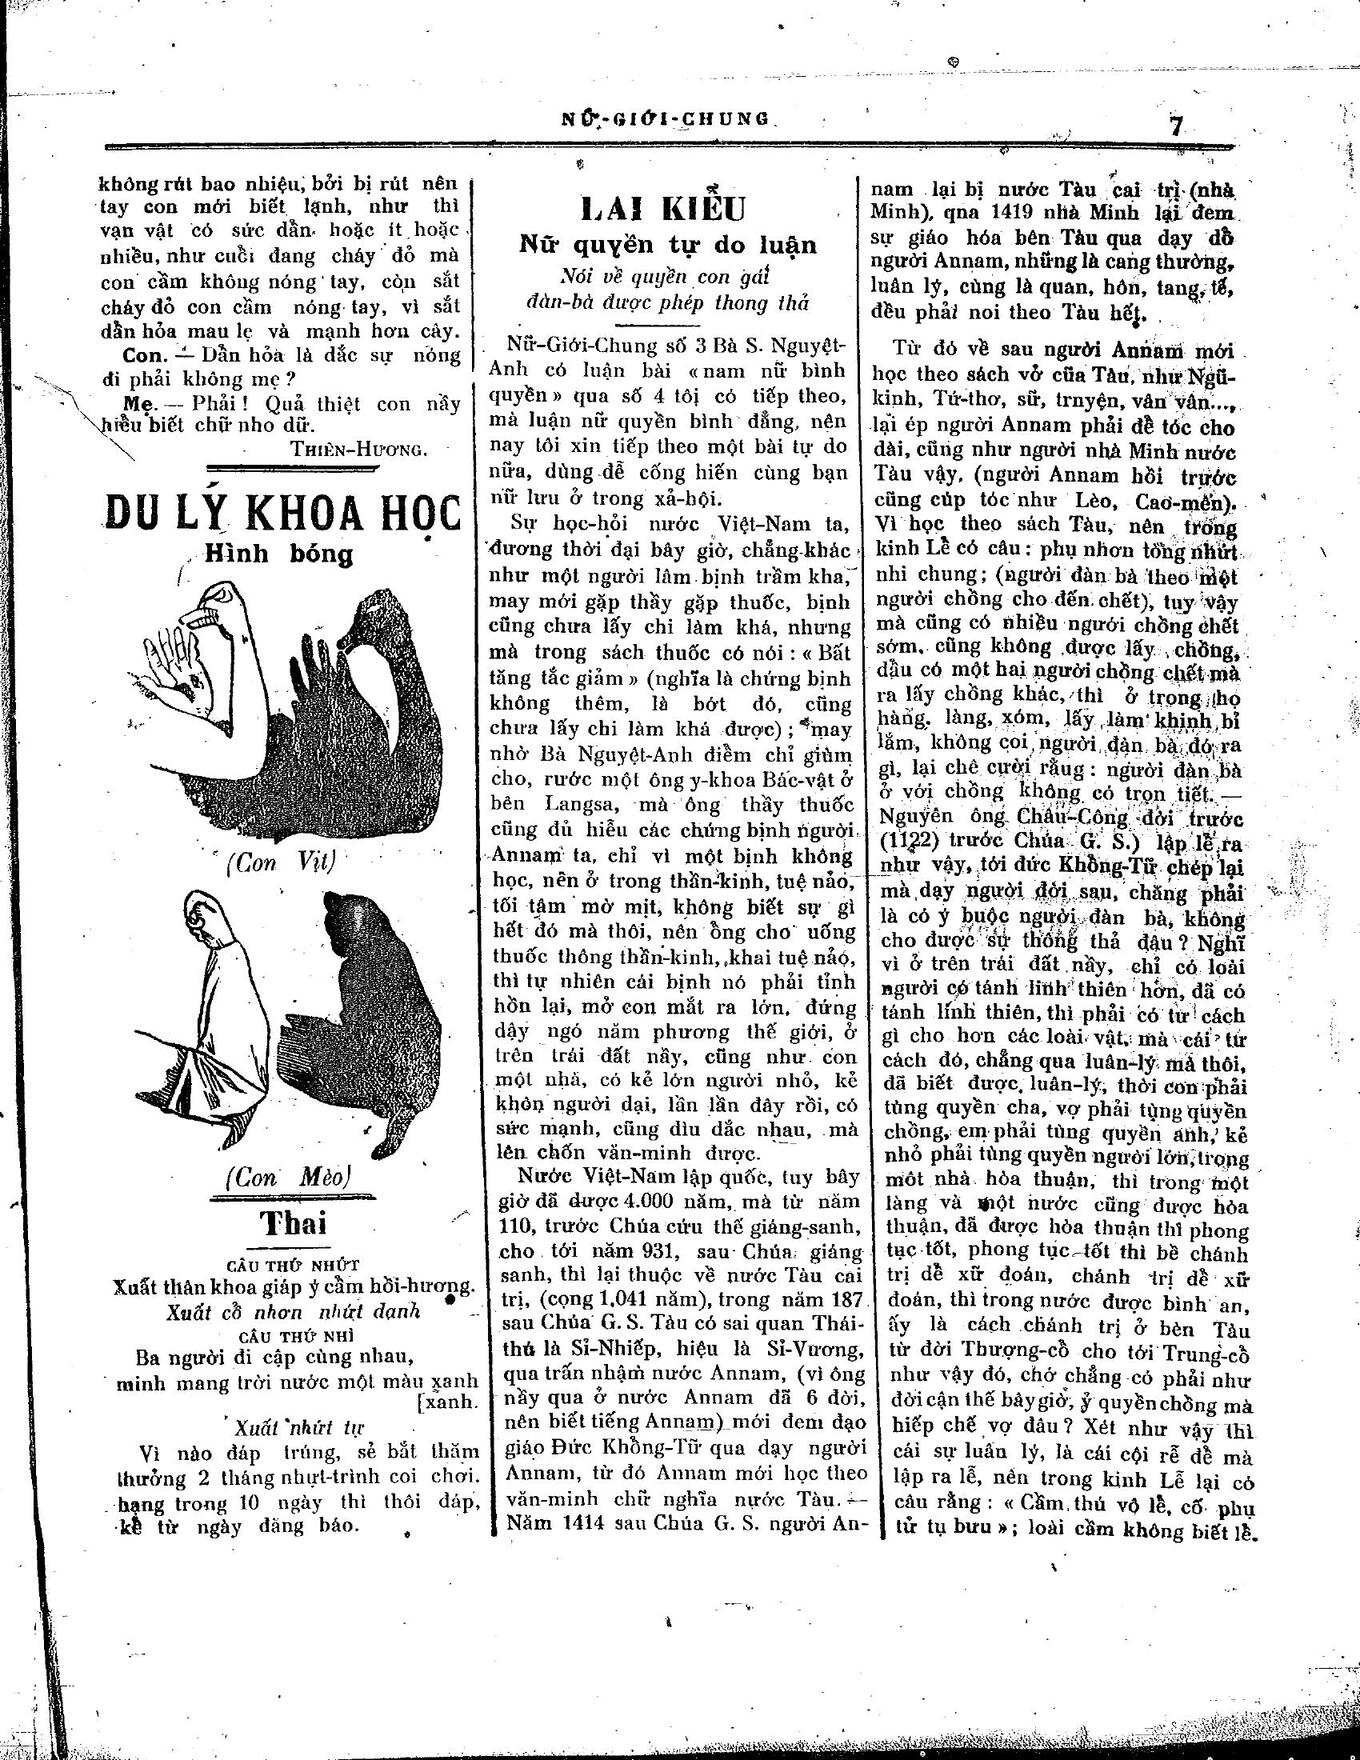 NỮ-GIỚI-CHUNG
7
không rút bao nhiệu, bởi bị rút nên
tay con mới biết lạnh, như thì
vạn vật có sức dẫn hoặc ít hoặc
nhiều, như cuồi đang cháy đỏ mà
con cầm không nóng tay, còn sắt
cháy đỏ con cầm nóng tay, vì sắt
dẫn hỏa mau lẹ và mạnh hơn cây.
Con. — Dẫn hỏa là dắc sự nóng
đi phải không mẹ ?
Mẹ. — Phải ! Quả thiệt con nầy
hiểu biết chữ nho dữ.
THIÊN-HƯƠNG.
DU LÝ KHOA HỌC
Hình bóng
(Con Vịt)
(Con Mèo)
Thai
CÂU THỨ NHỨT
Xuất thân khoa giáp ý cầm hồi-hương.
Xuất cổ nhơn nhứt danh
CÂU THỨ NHÌ
Ba người đi cập cùng nhau,
minh mang trời nước một màu xanh
[xanh.
Xuất nhứt tự
Vì nào đáp trúng, sẻ bắt thăm
thưởng 2 tháng nhựt-trình coi chơi.
hạng trong 10 ngày thì thôi đáp,
kể từ ngày đăng báo.
LAI KIỂU
Nữ quyền tự do luận
Nói về quyền con gái
đàn-bà được phép thong thả
Nữ-Giới-Chung số 3 Bà S. Nguyệt-
Anh có luận bài « nam nữ bình
quyền » qua số 4 tôi có tiếp theo,
mà luận nữ quyền bình đẳng, nên
nay tôi xin tiếp theo một bài tự do
nữa, dùng dễ cống hiến cùng bạn
nữ lưu ở trong xả-hội.
Sự học-hỏi nước Việt-Nam ta,
đương thời đại bây giờ, chẳng khác
như một người lâm bịnh trầm kha,
may mới gặp thầy gặp thuốc, bịnh
cũng chưa lấy chi làm khá, nhưng
mà trong sách thuốc có nói : « Bất
tăng tắc giảm » (nghĩa là chứng bịnh
không thêm, là bớt đó, cũng
chưa lấy chi làm khá được) ; may
nhờ Bà Nguyệt-Anh điềm chỉ giùm
cho, rước một ông y-khoa Bác-vật ở
bên Langsa, mà ông thầy thuốc
cũng đủ hiểu các chứng bịnh người
Annam ta, chỉ vì một bịnh không
học, nên ở trong thần-kinh, tuệ nảo,
tối tậm mờ mịt, không biết sự gì
hết đó mà thôi, nên ông cho uống
thuốc thông thần-kinh, khai tuệ nảo,
thì tự nhiên cái bịnh nó phải tỉnh
hồn lại, mở con mắt ra lớn, đứng
dậy ngó năm phương thế giới, ở
trên trái đất nầy, cũng như con
một nhà, có kẻ lớn người nhỏ, kẻ
khôn người dại, lần lần đây rồi, có
sức mạnh, cũng dìu dắc nhau, mà
lên chốn văn-minh được.
Nước Việt-Nam lập quốc, tuy bây
giờ đã được 4.000 năm, mà từ năm
110, trước Chúa cứu thế giáng-sanh,
cho tới năm 931, sau Chúa giáng
sanh, thì lại thuộc về nước Tàu cai
trị, (cọng 1.041 năm), trong năm 187
sau Chúa G. S. Tàu có sai quan Thái-
thú là Sỉ-Nhiếp, hiệu là Sỉ-Vương,
qua trấn nhậm nước Annam, (vì ông
nầy qua ở nước Annam đã 6 đời,
nên biết tiếng Annam) mới đem đạo
giáo Đức Khổng-Tử qua dạy người
Annam, từ đó Annam mới học theo
văn-minh chữ nghĩa nước Tàu. —
Năm 1414 sau Chúa G. S. người An-
nam lại bị nước Tàu cai trị (nhà
Minh), qna 1419 nhà Minh lại đem
sự giáo hóa bên Tàu qua dạy dỗ
người Annam, những là cang thường,
luân lý, cùng là quan, hôn, tang, tế,
đều phải noi theo Tàu hết.
Từ đó về sau người Annam mới
học theo sách vở cũa Tàu, như Ngũ-
kinh, Tứ-thơ, sữ, trnyện, vân vân...,
lại ép người Annam phải để tóc cho
dài, cũng như người nhà Minh nước
Tàu vậy, (người Annam hồi trước
cũng cúp tóc như Lèo, Cao-mên).
Vì học theo sách Tàu, nên trong
kinh Lễ có câu : phụ nhơn tồng nhứt
nhi chung ; (người đàn bà theo một
người chồng cho đến chết), tuy vậy
mà cũng có nhiều ngưới chồng chết
sớm, cũng không được lấy chồng,
dầu có một hai người chồng chết mà
ra lấy chồng khác, thì ở trong họ
hàng, làng, xóm, lấy làm khinh bỉ
lắm, không coi người đàn bà đó ra
gì, lại chê cười rằug : người đàn bà
ở với chồng không có trọn tiết. —
Nguyên ông Châu-Công đời trước
(1122) trước Chúa G. S.) lập lễ ra
như vậy, tới đức Khổng-Tử chép lại
mà dạy người đời sau, chẳng phải
là có ý buộc người đàn bà, không
cho được sự thông thả đâu ? Nghĩ
vì ở trên trái đất nầy, chỉ có loài
người có tánh linh thiên hơn, đã có
tánh linh thiên, thì phải có tư cách
gì cho hơn các loài vật, mà cái tư
cách đó, chẳng qua luân-lý mà thôi,
đã biết được luân-lý, thời con phải
tùng quyền cha, vợ phải tùng quyền
chồng, em phải tùng quyền anh, kẻ
nhỏ phải tùng quyền người lớn, trong
một nhà hòa thuận, thì trong một
làng và một nước cũng được hòa
thuận, đã được hòa thuận thì phong
tục tốt, phong tục tốt thì bề chánh
trị dễ xữ đoán, chánh trị dễ xữ
đoán, thì trong nước được bình an,
ấy là cách chánh trị ở bên Tàu
từ đời Thượng-cổ cho tới Trung-cổ
như vậy đó, chớ chẳng có phải như
đời cận thế bây giờ, ỷ quyền chồng mà
hiếp chế vợ đâu ? Xét như vậy thì
cái sự luân lý, là cái cội rễ để mà
lập ra lễ, nên trong kinh Lễ lại có
câu rằng : « Cầm thú vô lễ, cố phụ
tử tụ bưu » ; loài cầm không biết lễ.